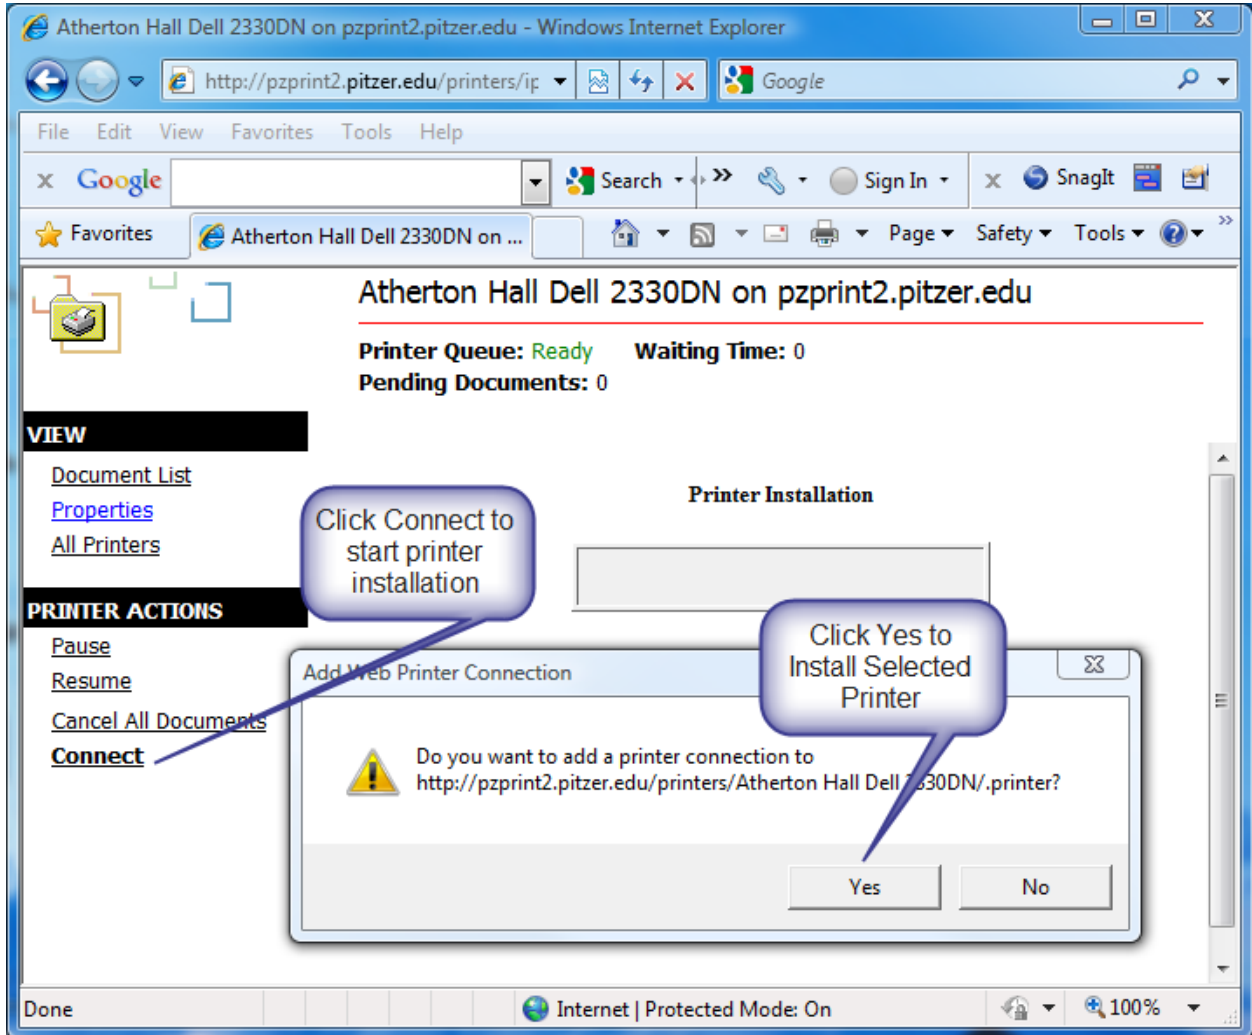 Atherton Hall Dell 2330DN on pzprint2.pitzer.edu - Windows Internet Explorer
http://pzprint2.pitzer.edu/printers/ip
Google
File Edit View Favorites Tools Help
x Google Search Sign In x SnagIt
Favorites Atherton Hall Dell 2330DN on ... Page Safety Tools
Atherton Hall Dell 2330DN on pzprint2.pitzer.edu
Printer Queue: Ready Waiting Time: 0
Pending Documents: 0
VIEW
Document List
Properties
All Printers
PRINTER ACTIONS
Pause
Resume
Cancel All Documents
Connect
Printer Installation
Click Connect to
start printer
installation
Click Yes to
Install Selected
Printer
Add Web Printer Connection
Do you want to add a printer connection to
http://pzprint2.pitzer.edu/printers/Atherton Hall Dell 2330DN/.printer?
Yes No
Done Internet | Protected Mode: On 100%